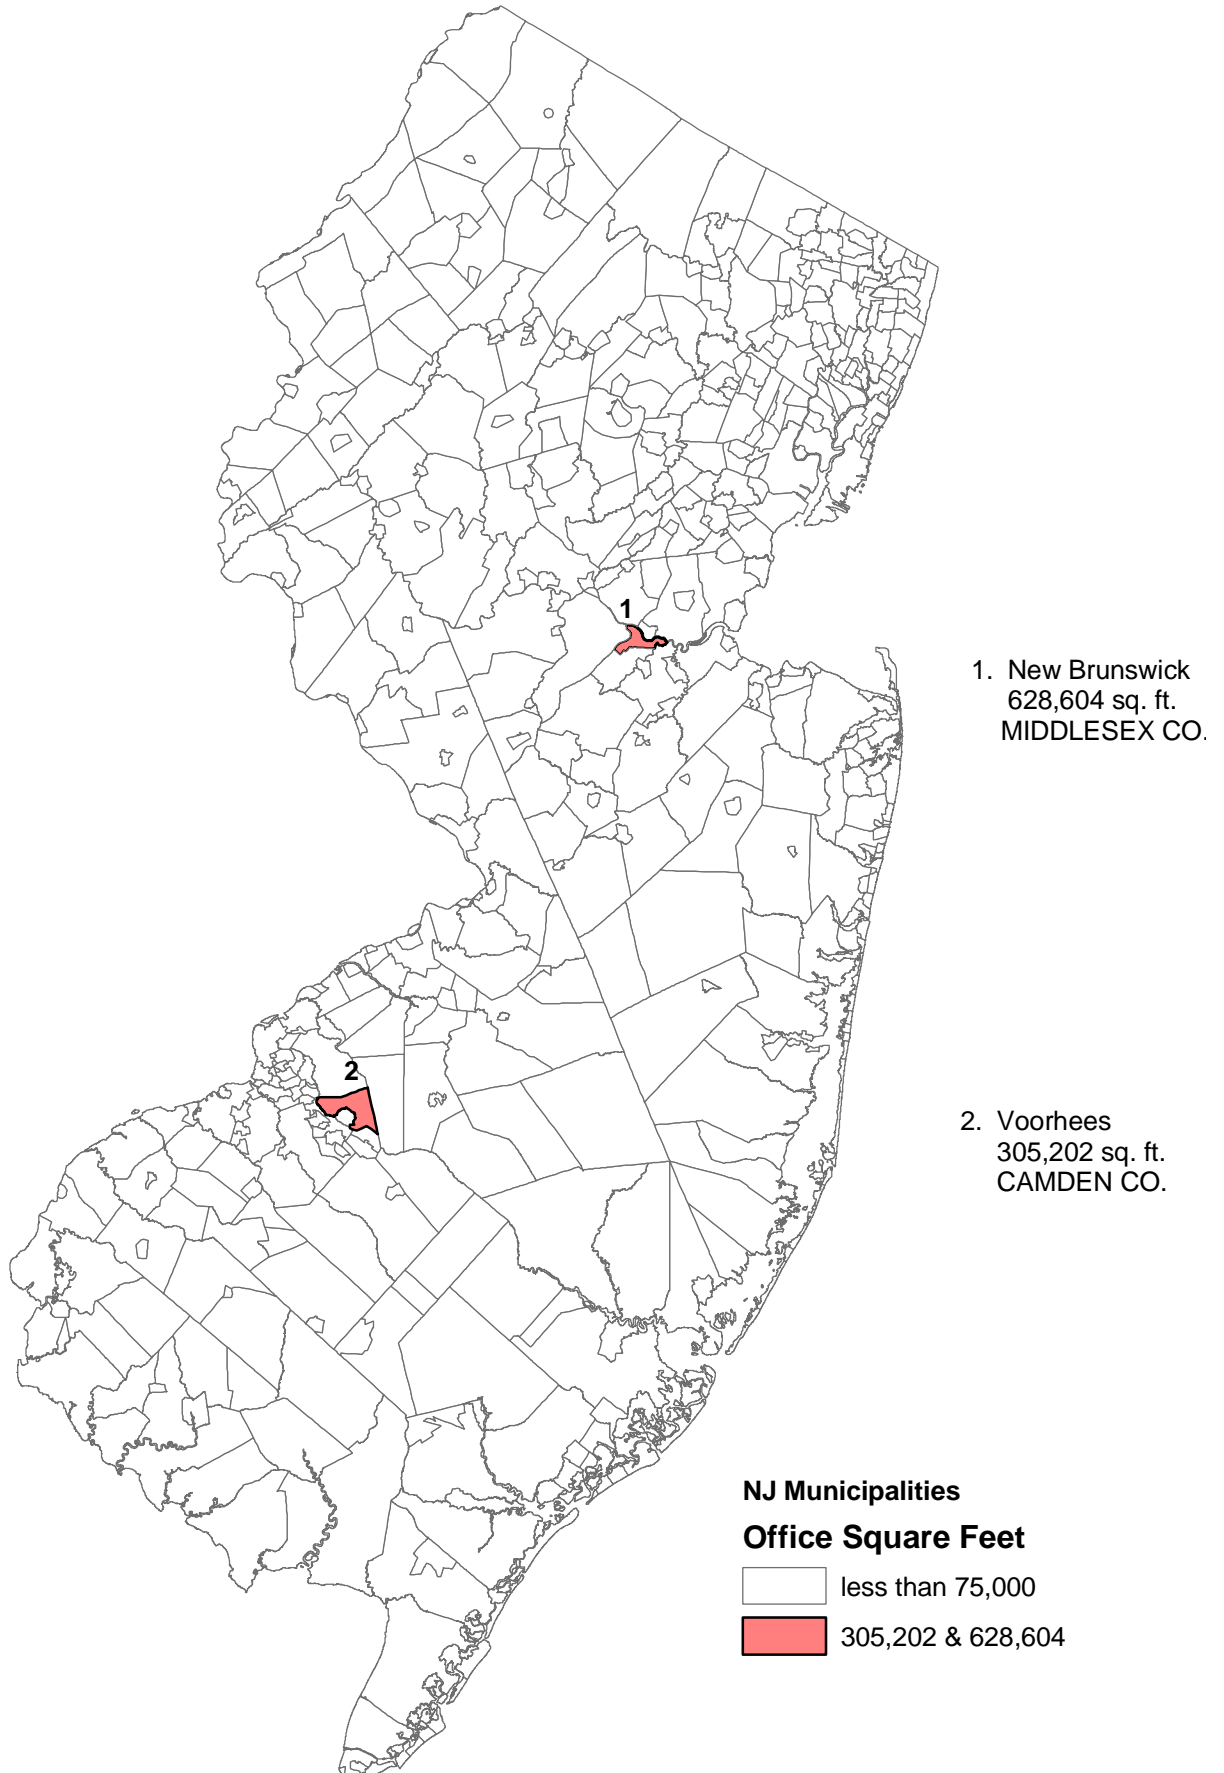 1
1. New Brunswick
628,604 sq. ft.
MIDDLESEX CO.
2
2. Voorhees
305,202 sq. ft.
CAMDEN CO.
NJ Municipalities
Office Square Feet
less than 75,000
305,202 & 628,604